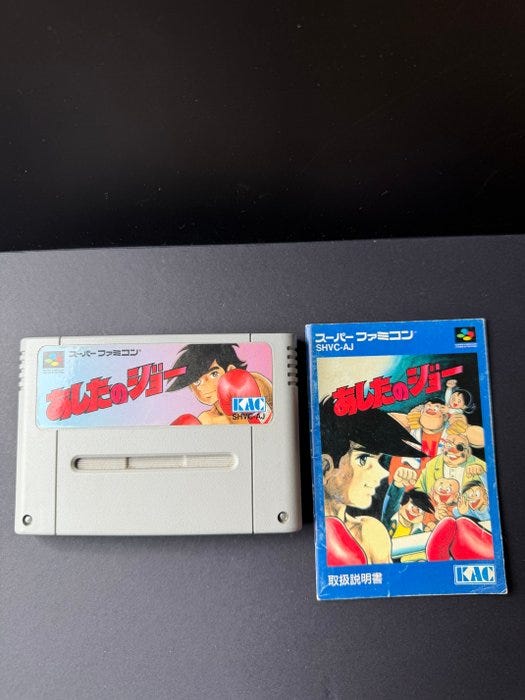 スーパーファミコン
あしたのジョー
KAC
SHVC-AJ
スーパーファミコン
SHVC-AJ
あしたのジョー
取扱説明書
KAC